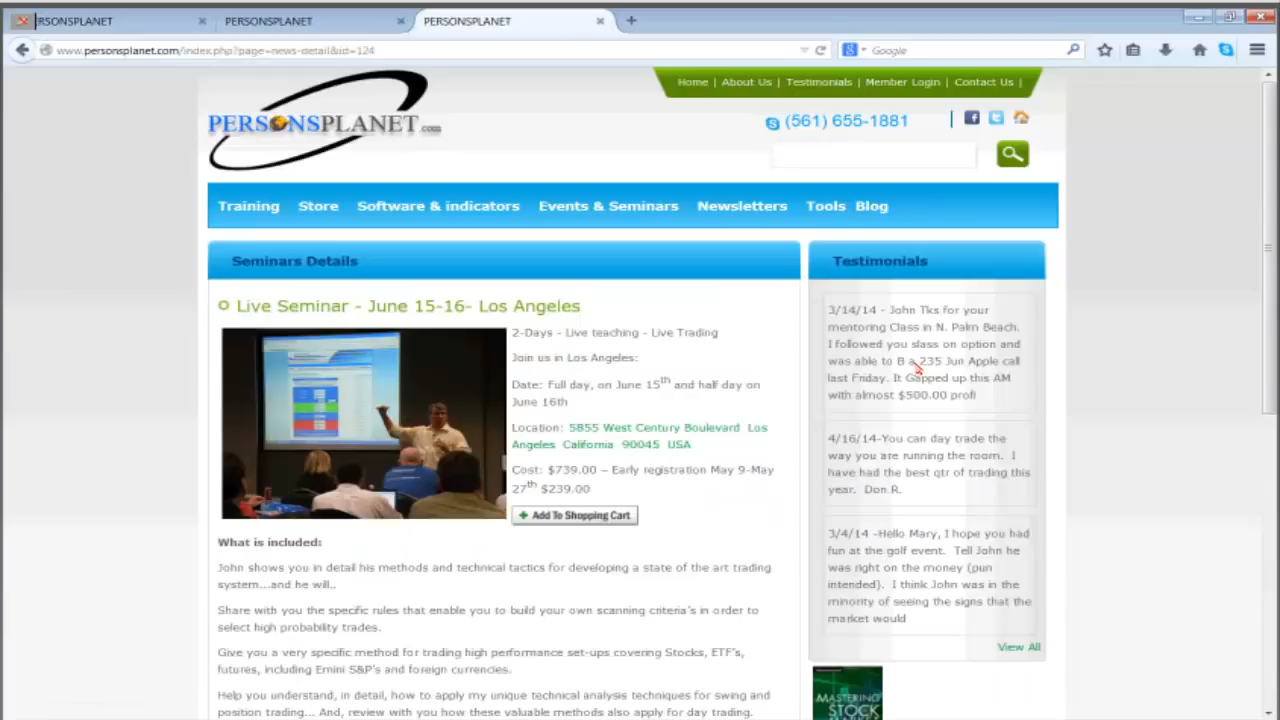 RSONSPLANET
PERSONSPLANET
PERSONSPLANET
www.personsplanet.com/index.php?page=news-detail&id=124
Google
Home | About Us | Testimonials | Member Login | Contact Us |
PERSONSPLANET.com
(561) 655-1881
Training Store Software & indicators Events & Seminars Newsletters Tools Blog
Seminars Details
Live Seminar - June 15-16- Los Angeles
2-Days - Live teaching - Live Trading
Join us in Los Angeles:
Date: Full day, on June 15th and half day on
June 16th
Location: 5855 West Century Boulevard Los
Angeles California 90045 USA
Cost: $739.00 – Early registration May 9-May
27th $239.00
+ Add To Shopping Cart
What is included:
John shows you in detail his methods and technical tactics for developing a state of the art trading
system...and he will..
Share with you the specific rules that enable you to build your own scanning criteria's in order to
select high probability trades.
Give you a very specific method for trading high performance set-ups covering Stocks, ETF's,
futures, including Emini S&P's and foreign currencies.
Help you understand, in detail, how to apply my unique technical analysis techniques for swing and
position trading... And, review with you how these valuable methods also apply for day trading.
Testimonials
3/14/14 - John Tks for your
mentoring Class in N. Palm Beach.
I followed you slass on option and
was able to B a 235 Jun Apple call
last Friday. It Gapped up this AM
with almost $500.00 profi
4/16/14-You can day trade the
way you are running the room. I
have had the best qtr of trading this
year. Don R.
3/4/14 -Hello Mary, I hope you had
fun at the golf event. Tell John he
was right on the money (pun
intended). I think John was in the
minority of seeing the signs that the
market would
View All
MASTERING
STOCK